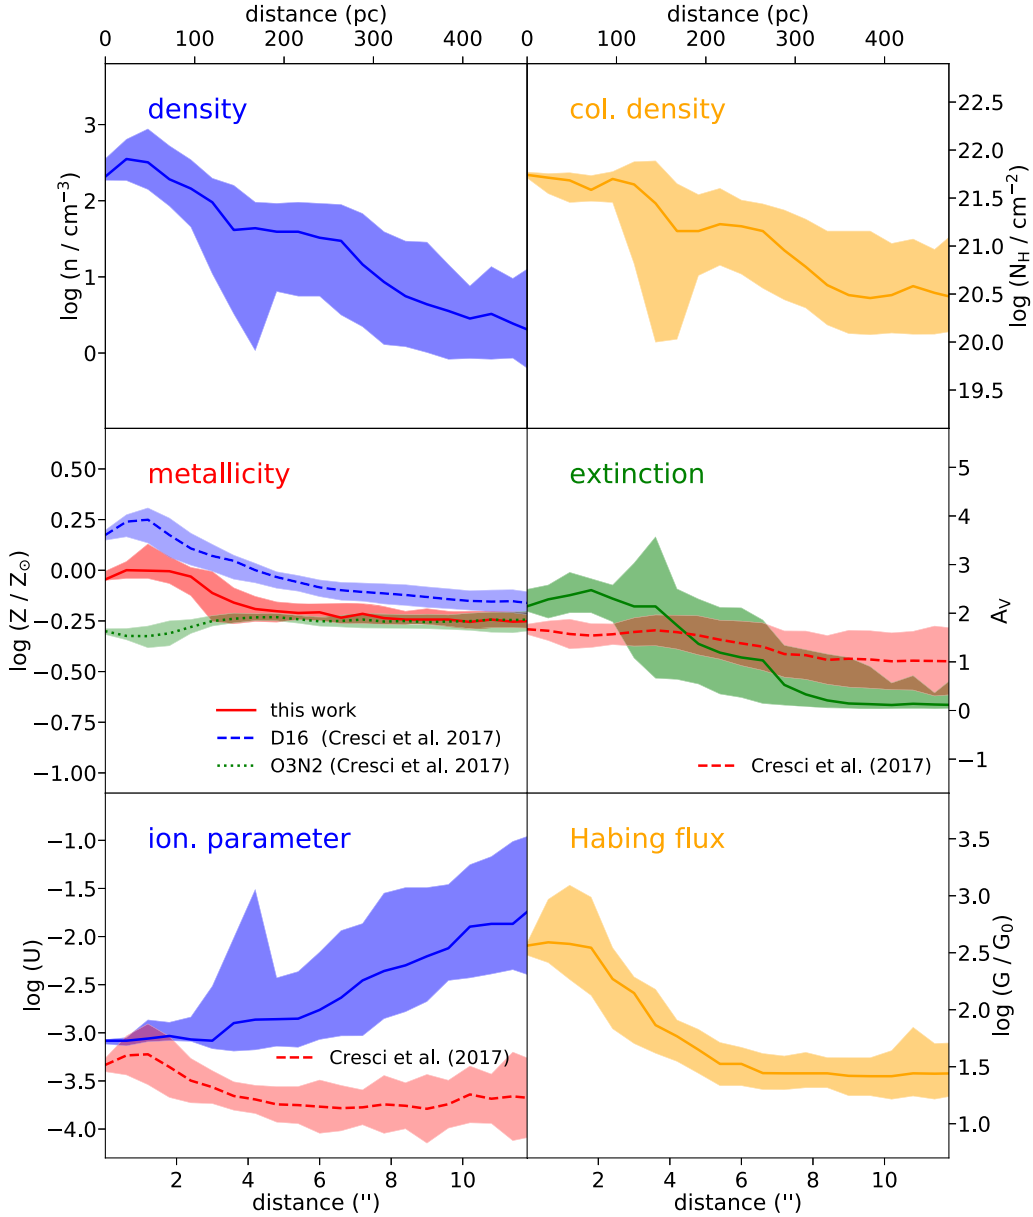 distance (pc)
distance (pc)
0 100 200 300 400
0 100 200 300 400
density
log (n / cm⁻³)
3
2
1
0
col. density
log (N_H / cm⁻²)
22.5
22.0
21.5
21.0
20.5
20.0
19.5
metallicity
log (Z / Z☉)
0.50
0.25
0.00
−0.25
−0.50
−0.75
−1.00
this work
D16 (Cresci et al. 2017)
O3N2 (Cresci et al. 2017)
extinction
A_V
5
4
3
2
1
0
−1
Cresci et al. (2017)
ion. parameter
log (U)
−1.0
−1.5
−2.0
−2.5
−3.0
−3.5
−4.0
Cresci et al. (2017)
Habing flux
log (G / G₀)
3.5
3.0
2.5
2.0
1.5
1.0
2 4 6 8 10
0 2 4 6 8 10
distance ('')
distance ('')